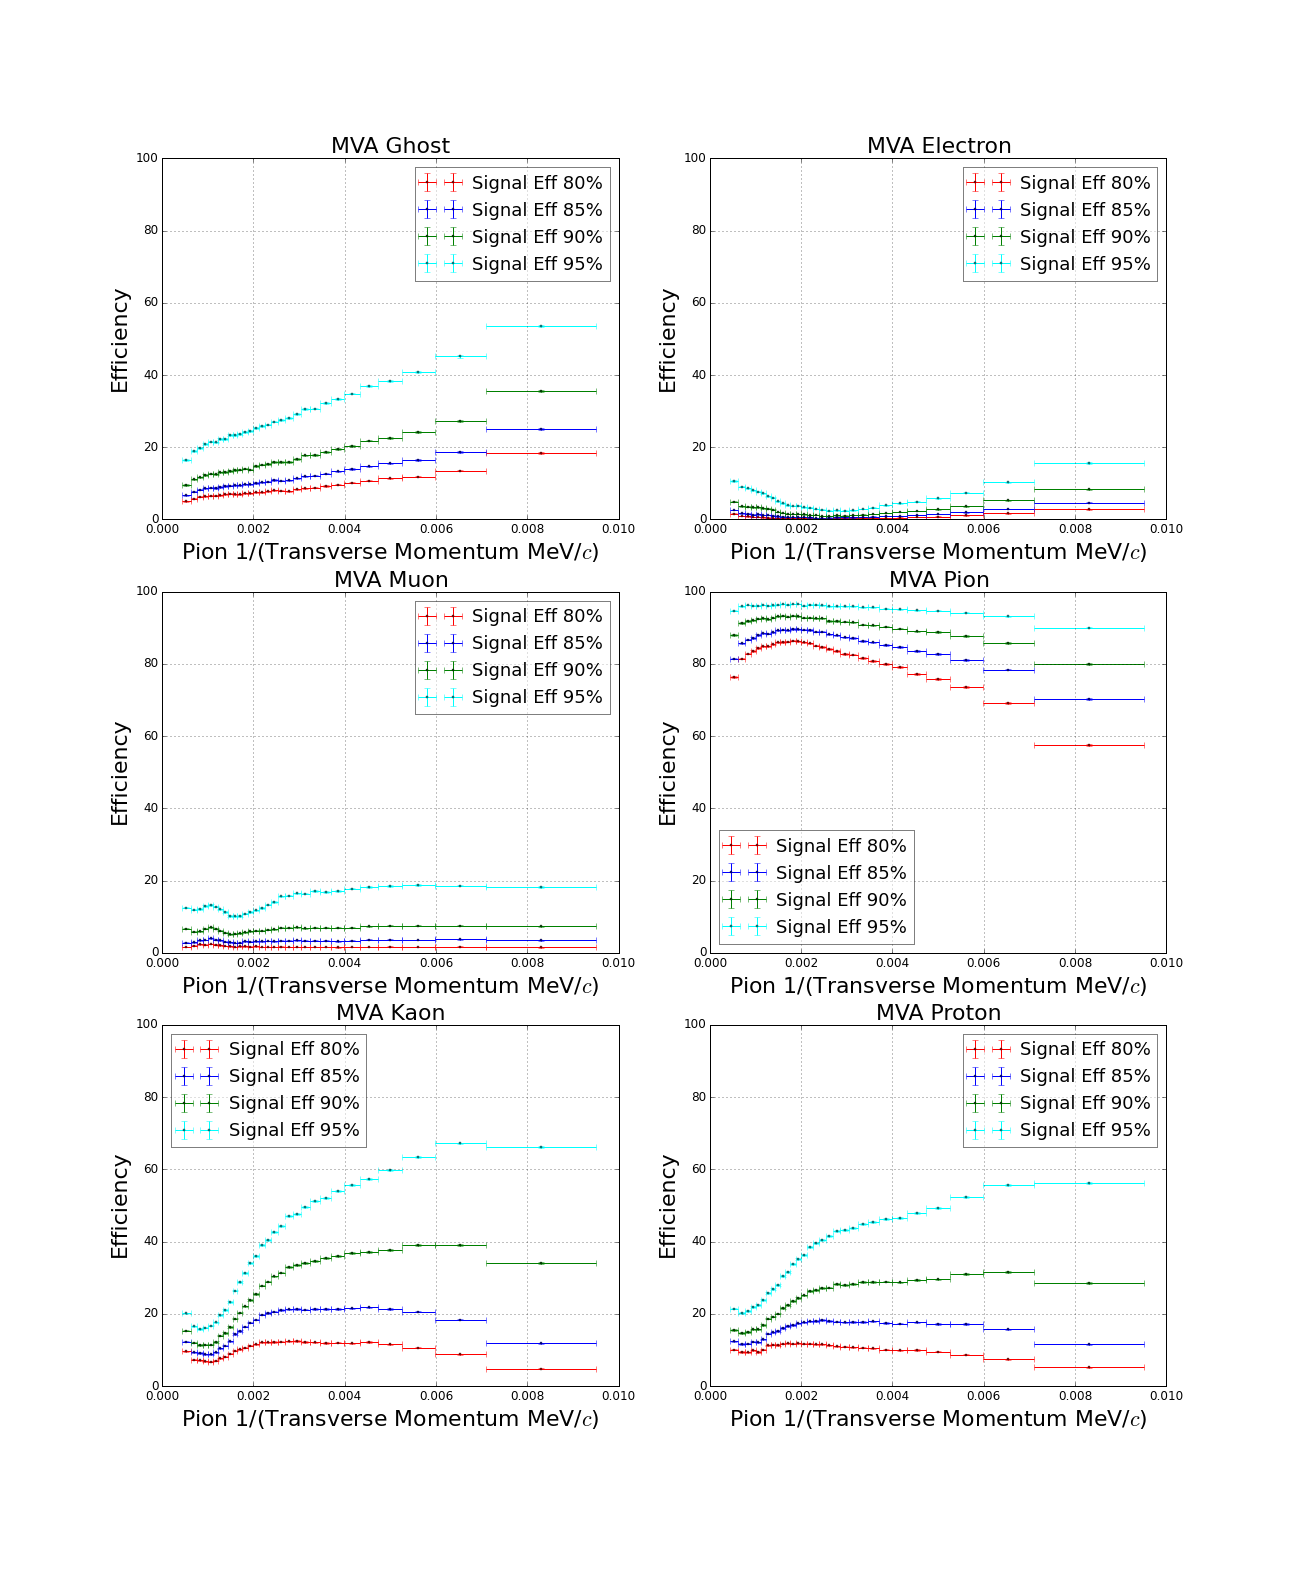 MVA Ghost
100
80
60
40
20
0
Efficiency
Signal Eff 80%
Signal Eff 85%
Signal Eff 90%
Signal Eff 95%
0.000 0.002 0.004 0.006 0.008 0.010
Pion 1/(Transverse Momentum MeV/c)
MVA Electron
100
80
60
40
20
0
Efficiency
Signal Eff 80%
Signal Eff 85%
Signal Eff 90%
Signal Eff 95%
0.000 0.002 0.004 0.006 0.008 0.010
Pion 1/(Transverse Momentum MeV/c)
MVA Muon
100
80
60
40
20
0
Efficiency
Signal Eff 80%
Signal Eff 85%
Signal Eff 90%
Signal Eff 95%
0.000 0.002 0.004 0.006 0.008 0.010
Pion 1/(Transverse Momentum MeV/c)
MVA Pion
100
80
60
40
20
0
Efficiency
Signal Eff 80%
Signal Eff 85%
Signal Eff 90%
Signal Eff 95%
0.000 0.002 0.004 0.006 0.008 0.010
Pion 1/(Transverse Momentum MeV/c)
MVA Kaon
100
80
60
40
20
0
Efficiency
Signal Eff 80%
Signal Eff 85%
Signal Eff 90%
Signal Eff 95%
0.000 0.002 0.004 0.006 0.008 0.010
Pion 1/(Transverse Momentum MeV/c)
MVA Proton
100
80
60
40
20
0
Efficiency
Signal Eff 80%
Signal Eff 85%
Signal Eff 90%
Signal Eff 95%
0.000 0.002 0.004 0.006 0.008 0.010
Pion 1/(Transverse Momentum MeV/c)